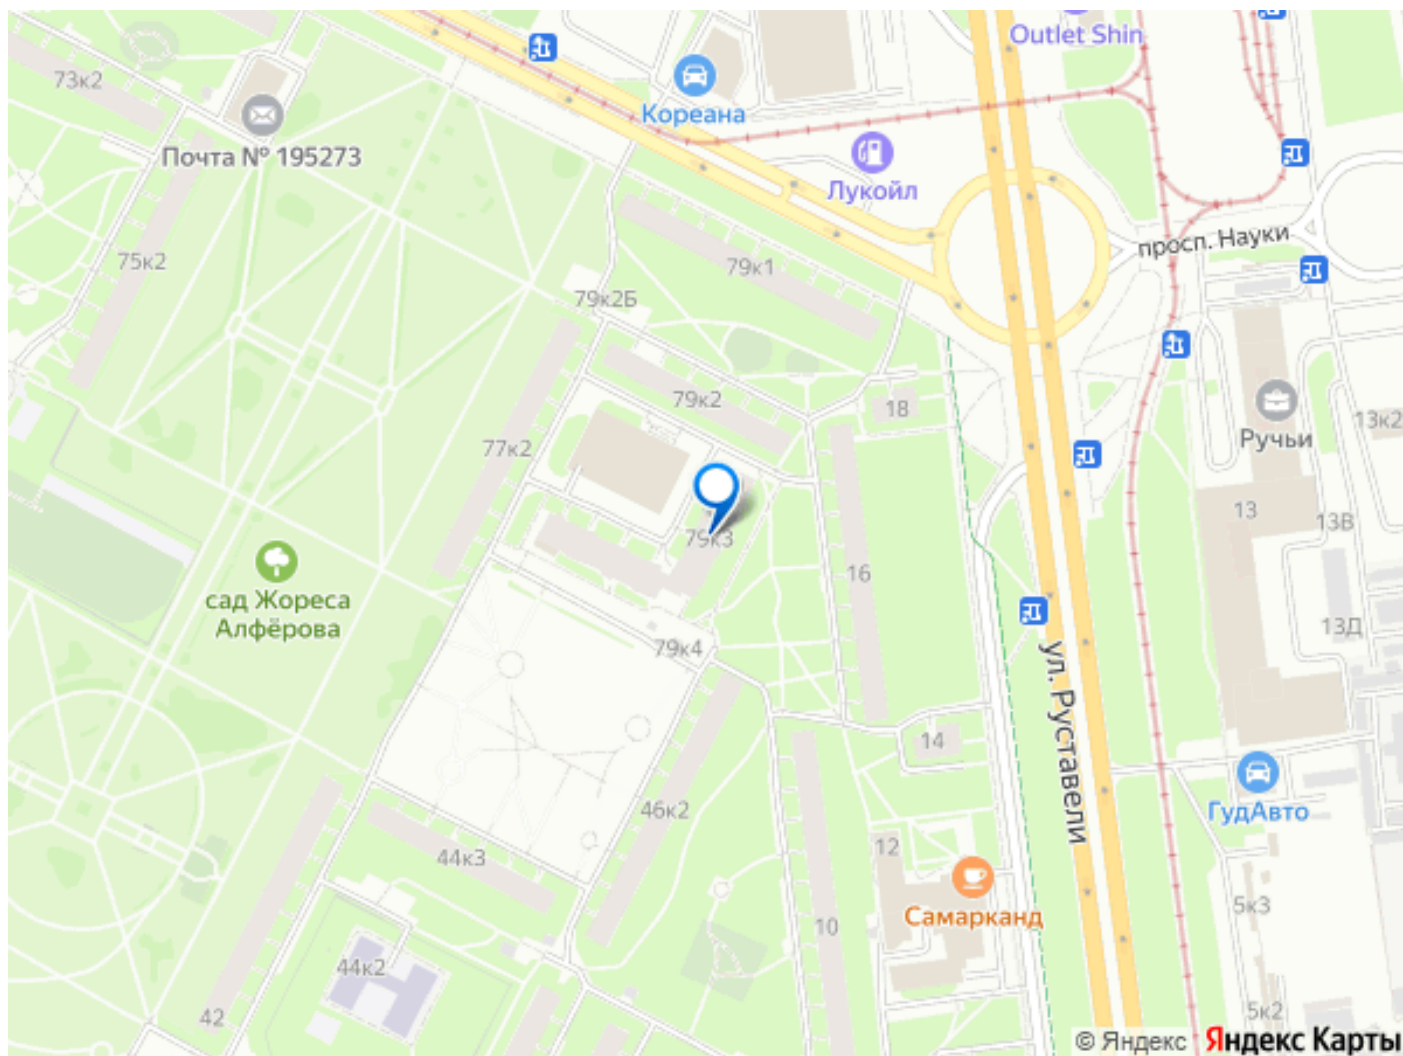 Outlet Shin
73к2
Кореана
Почта № 195273
Лукойл
просп. Науки
75к2
79к1
79к2Б
79к2
18
13к2
Ручьи
77к2
13
13В
79к3
16
сад Жореса
Алфёрова
13Д
79к4
ул. Руставели
14
46к2
ГудАвто
44к3
12
Самарканд
5к3
10
44к2
42
5к2
© Яндекс Яндекс Карты